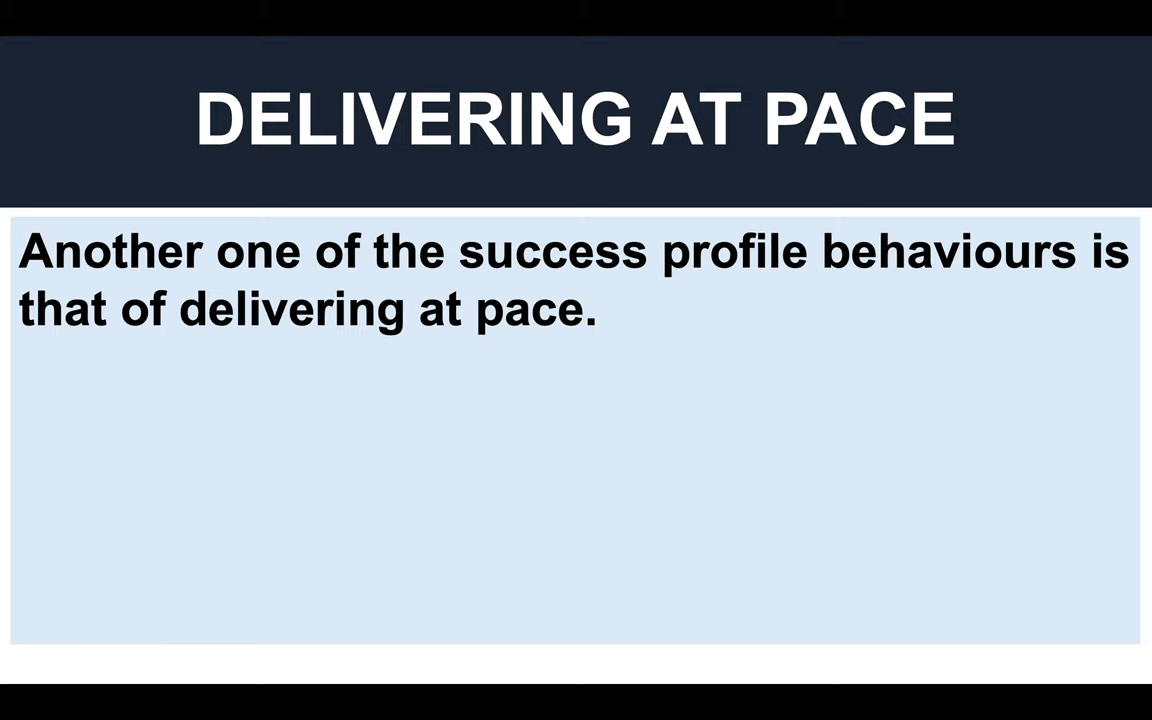 DELIVERING AT PACE
Another one of the success profile behaviours is
that of delivering at pace.